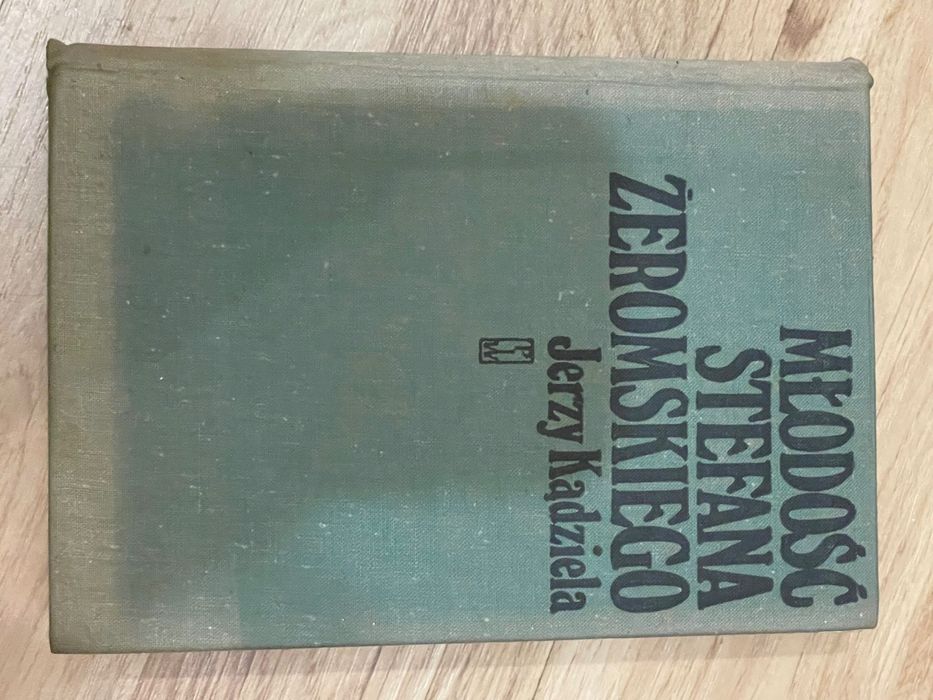 MŁODOŚĆ
STEFANA
ŻEROMSKIEGO
Jerzy Kądziela